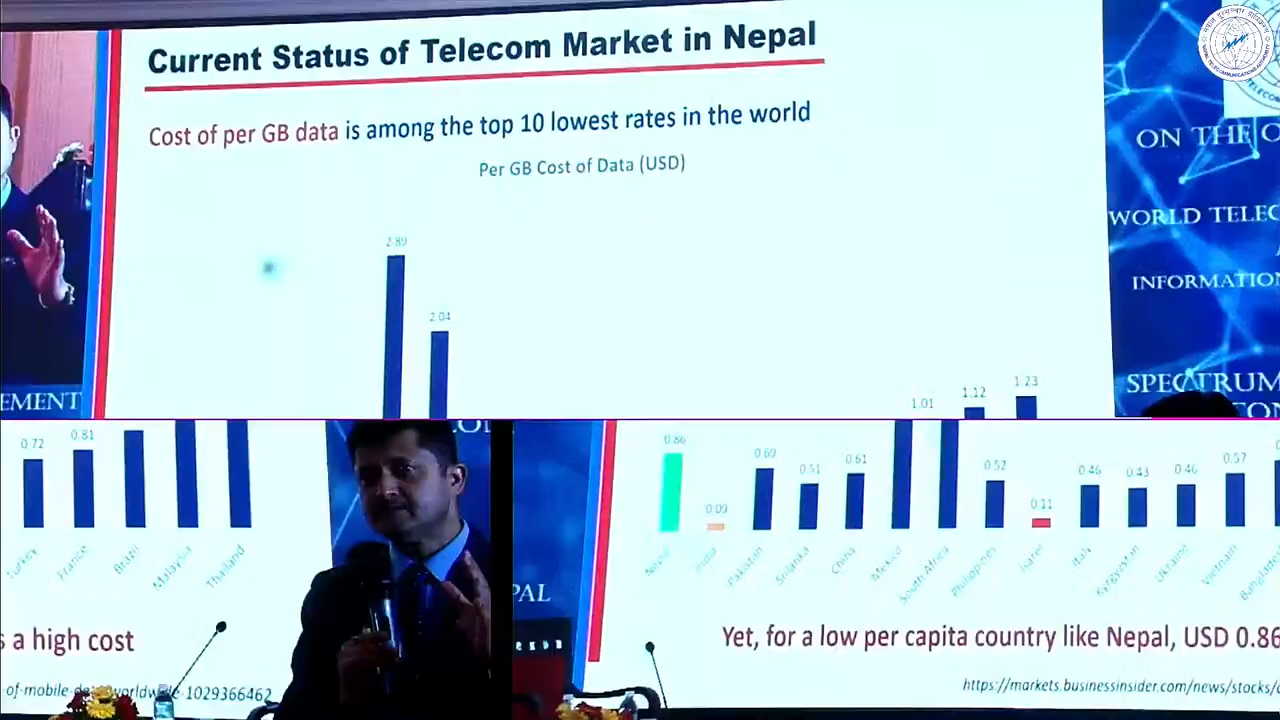 Current Status of Telecom Market in Nepal
Cost of per GB data is among the top 10 lowest rates in the world
Per GB Cost of Data (USD)
2.89
2.04
1.01
1.12
1.23
ON THE
WORLD
INFORMATION
SPECTRUM
EMENT
0.72
0.81
Turkey
France
Brazil
Malaysia
Thailand
s a high cost
worldwide-1029366462
PAL
0.86
0.09
0.69
0.51
0.61
0.52
0.11
0.46
0.43
0.46
0.57
Nepal
India
Pakistan
Srilanka
China
Mexico
South Africa
Philippines
Israel
Italy
Kyrgyzstan
Ukraine
Vietnam
Yet, for a low per capita country like Nepal, USD 0.86
https://markets.businessinsider.com/news/stocks/